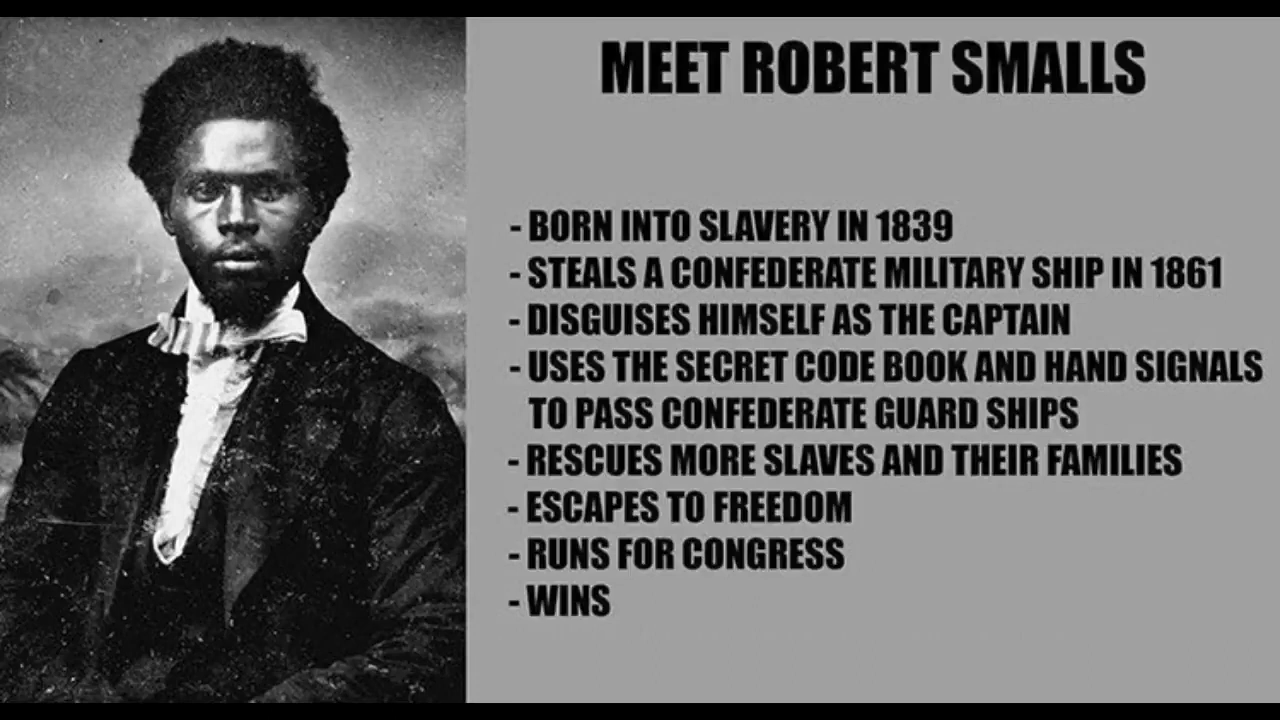 MEET ROBERT SMALLS
- BORN INTO SLAVERY IN 1839
- STEALS A CONFEDERATE MILITARY SHIP IN 1861
- DISGUISES HIMSELF AS THE CAPTAIN
- USES THE SECRET CODE BOOK AND HAND SIGNALS
TO PASS CONFEDERATE GUARD SHIPS
- RESCUES MORE SLAVES AND THEIR FAMILIES
- ESCAPES TO FREEDOM
- RUNS FOR CONGRESS
- WINS